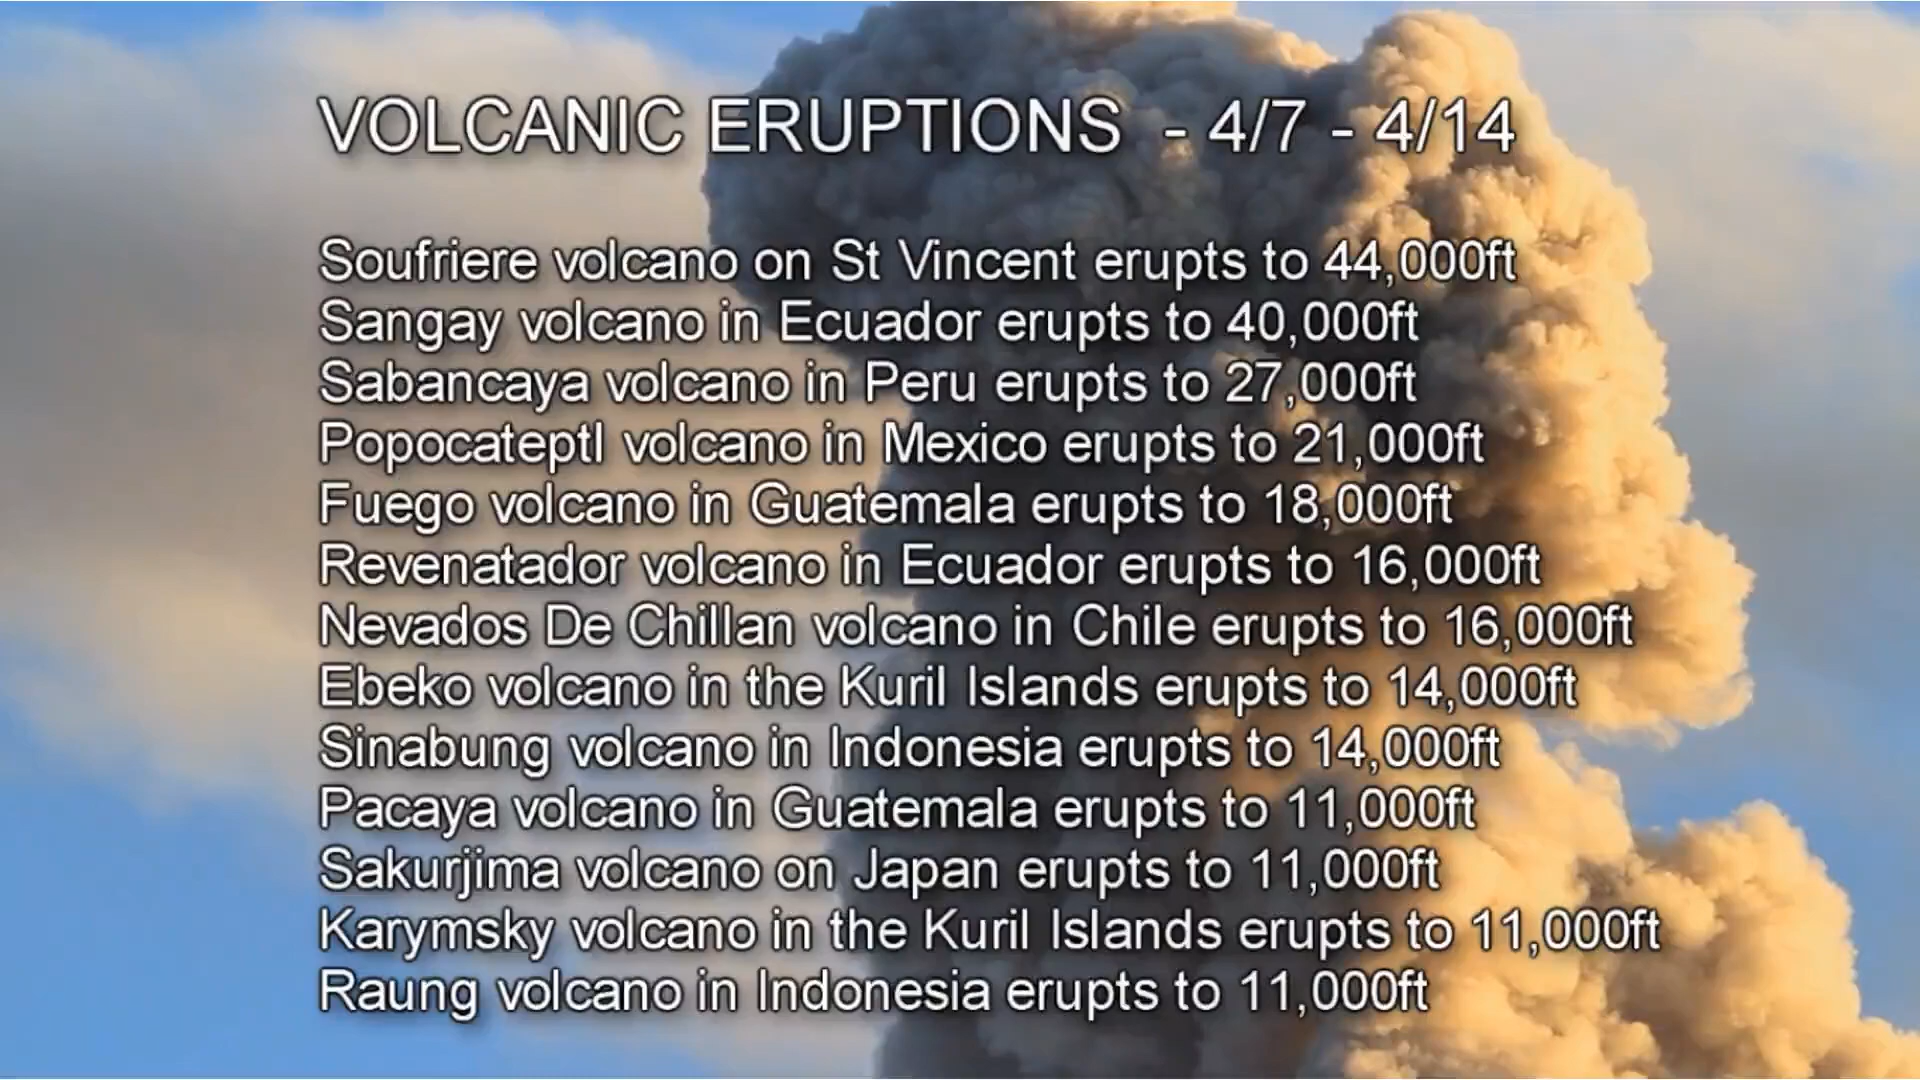 VOLCANIC ERUPTIONS - 4/7 - 4/14
Soufriere volcano on St Vincent erupts to 44,000ft
Sangay volcano in Ecuador erupts to 40,000ft
Sabancaya volcano in Peru erupts to 27,000ft
Popocateptl volcano in Mexico erupts to 21,000ft
Fuego volcano in Guatemala erupts to 18,000ft
Revenatador volcano in Ecuador erupts to 16,000ft
Nevados De Chillan volcano in Chile erupts to 16,000ft
Ebeko volcano in the Kuril Islands erupts to 14,000ft
Sinabung volcano in Indonesia erupts to 14,000ft
Pacaya volcano in Guatemala erupts to 11,000ft
Sakurjima volcano on Japan erupts to 11,000ft
Karymsky volcano in the Kuril Islands erupts to 11,000ft
Raung volcano in Indonesia erupts to 11,000ft